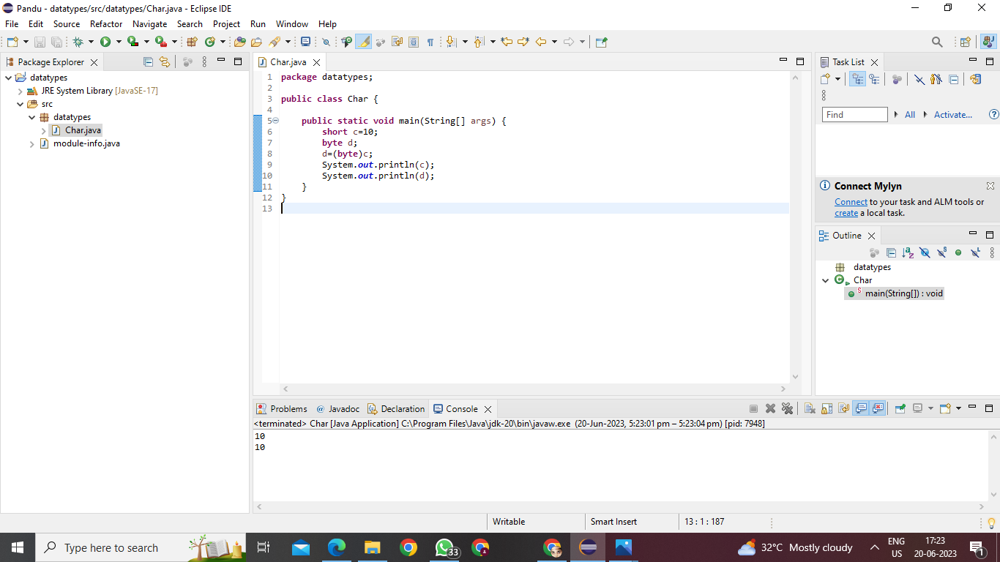 Pandu - datatypes/src/datatypes/Char.java - Eclipse IDE
File Edit Source Refactor Navigate Search Project Run Window Help
Package Explorer
datatypes
JRE System Library [JavaSE-17]
src
datatypes
Char.java
module-info.java
Char.java
1 package datatypes;
2
3 public class Char {
4
5 public static void main(String[] args) {
6 short c=10;
7 byte d;
8 d=(byte)c;
9 System.out.println(c);
10 System.out.println(d);
11 }
12 }
13
Task List
Find All Activate...
Connect Mylyn
Connect to your task and ALM tools or
create a local task.
Outline
datatypes
Char
main(String[]) : void
Problems Javadoc Declaration Console
<terminated> Char [Java Application] C:\Program Files\Java\jdk-20\bin\javaw.exe (20-Jun-2023, 5:23:01 pm – 5:23:04 pm) [pid: 7948]
10
10
Writable Smart Insert 13 : 1 : 187
Type here to search
33
32°C Mostly cloudy
ENG
US
17:23
20-06-2023
1